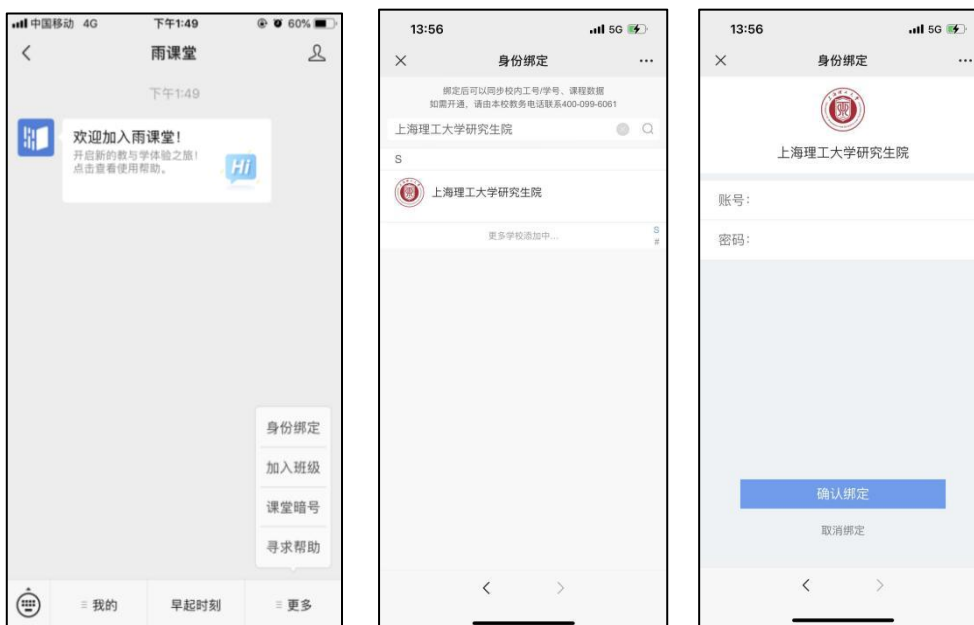 中国移动 4G 下午1:49 60%
雨课堂
下午1:49
欢迎加入雨课堂!
开启新的教与学体验之旅!
点击查看使用帮助。
Hi
身份绑定
加入班级
课堂暗号
寻求帮助
我的 早起时刻 更多
13:56 5G
身份绑定
绑定后可以同步校内工号/学号、课程数据
如需开通,请由本校教务电话联系400-099-6061
上海理工大学研究生院
S
上海理工大学研究生院
更多学校添加中...
S
#
13:56 5G
身份绑定
上海理工大学研究生院
账号:
密码:
确认绑定
取消绑定